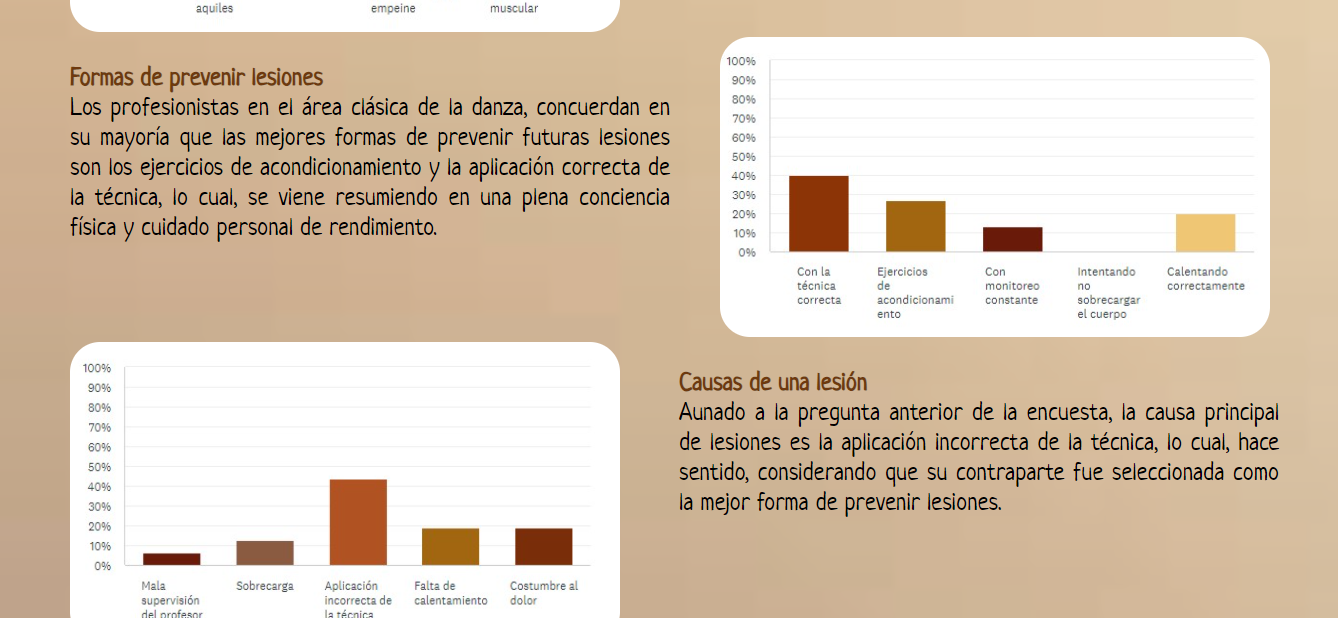 aquiles
empeine
muscular
Formas de prevenir lesiones
Los profesionistas en el área clásica de la danza, concuerdan en
su mayoría que las mejores formas de prevenir futuras lesiones
son los ejercicios de acondicionamiento y la aplicación correcta de
la técnica, lo cual, se viene resumiendo en una plena conciencia
física y cuidado personal de rendimiento.
100%
90%
80%
70%
60%
50%
40%
30%
20%
10%
0%
Con la
técnica
correcta
Ejercicios
de
acondicionami
ento
Con
monitoreo
constante
Intentando
no
sobrecargar
el cuerpo
Calentando
correctamente
100%
90%
80%
70%
60%
50%
40%
30%
20%
10%
0%
Mala
supervisión
del profesor
Sobrecarga
Aplicación
incorrecta de
la técnica
Falta de
calentamiento
Costumbre al
dolor
Causas de una lesión
Aunado a la pregunta anterior de la encuesta, la causa principal
de lesiones es la aplicación incorrecta de la técnica, lo cual, hace
sentido, considerando que su contraparte fue seleccionada como
la mejor forma de prevenir lesiones.